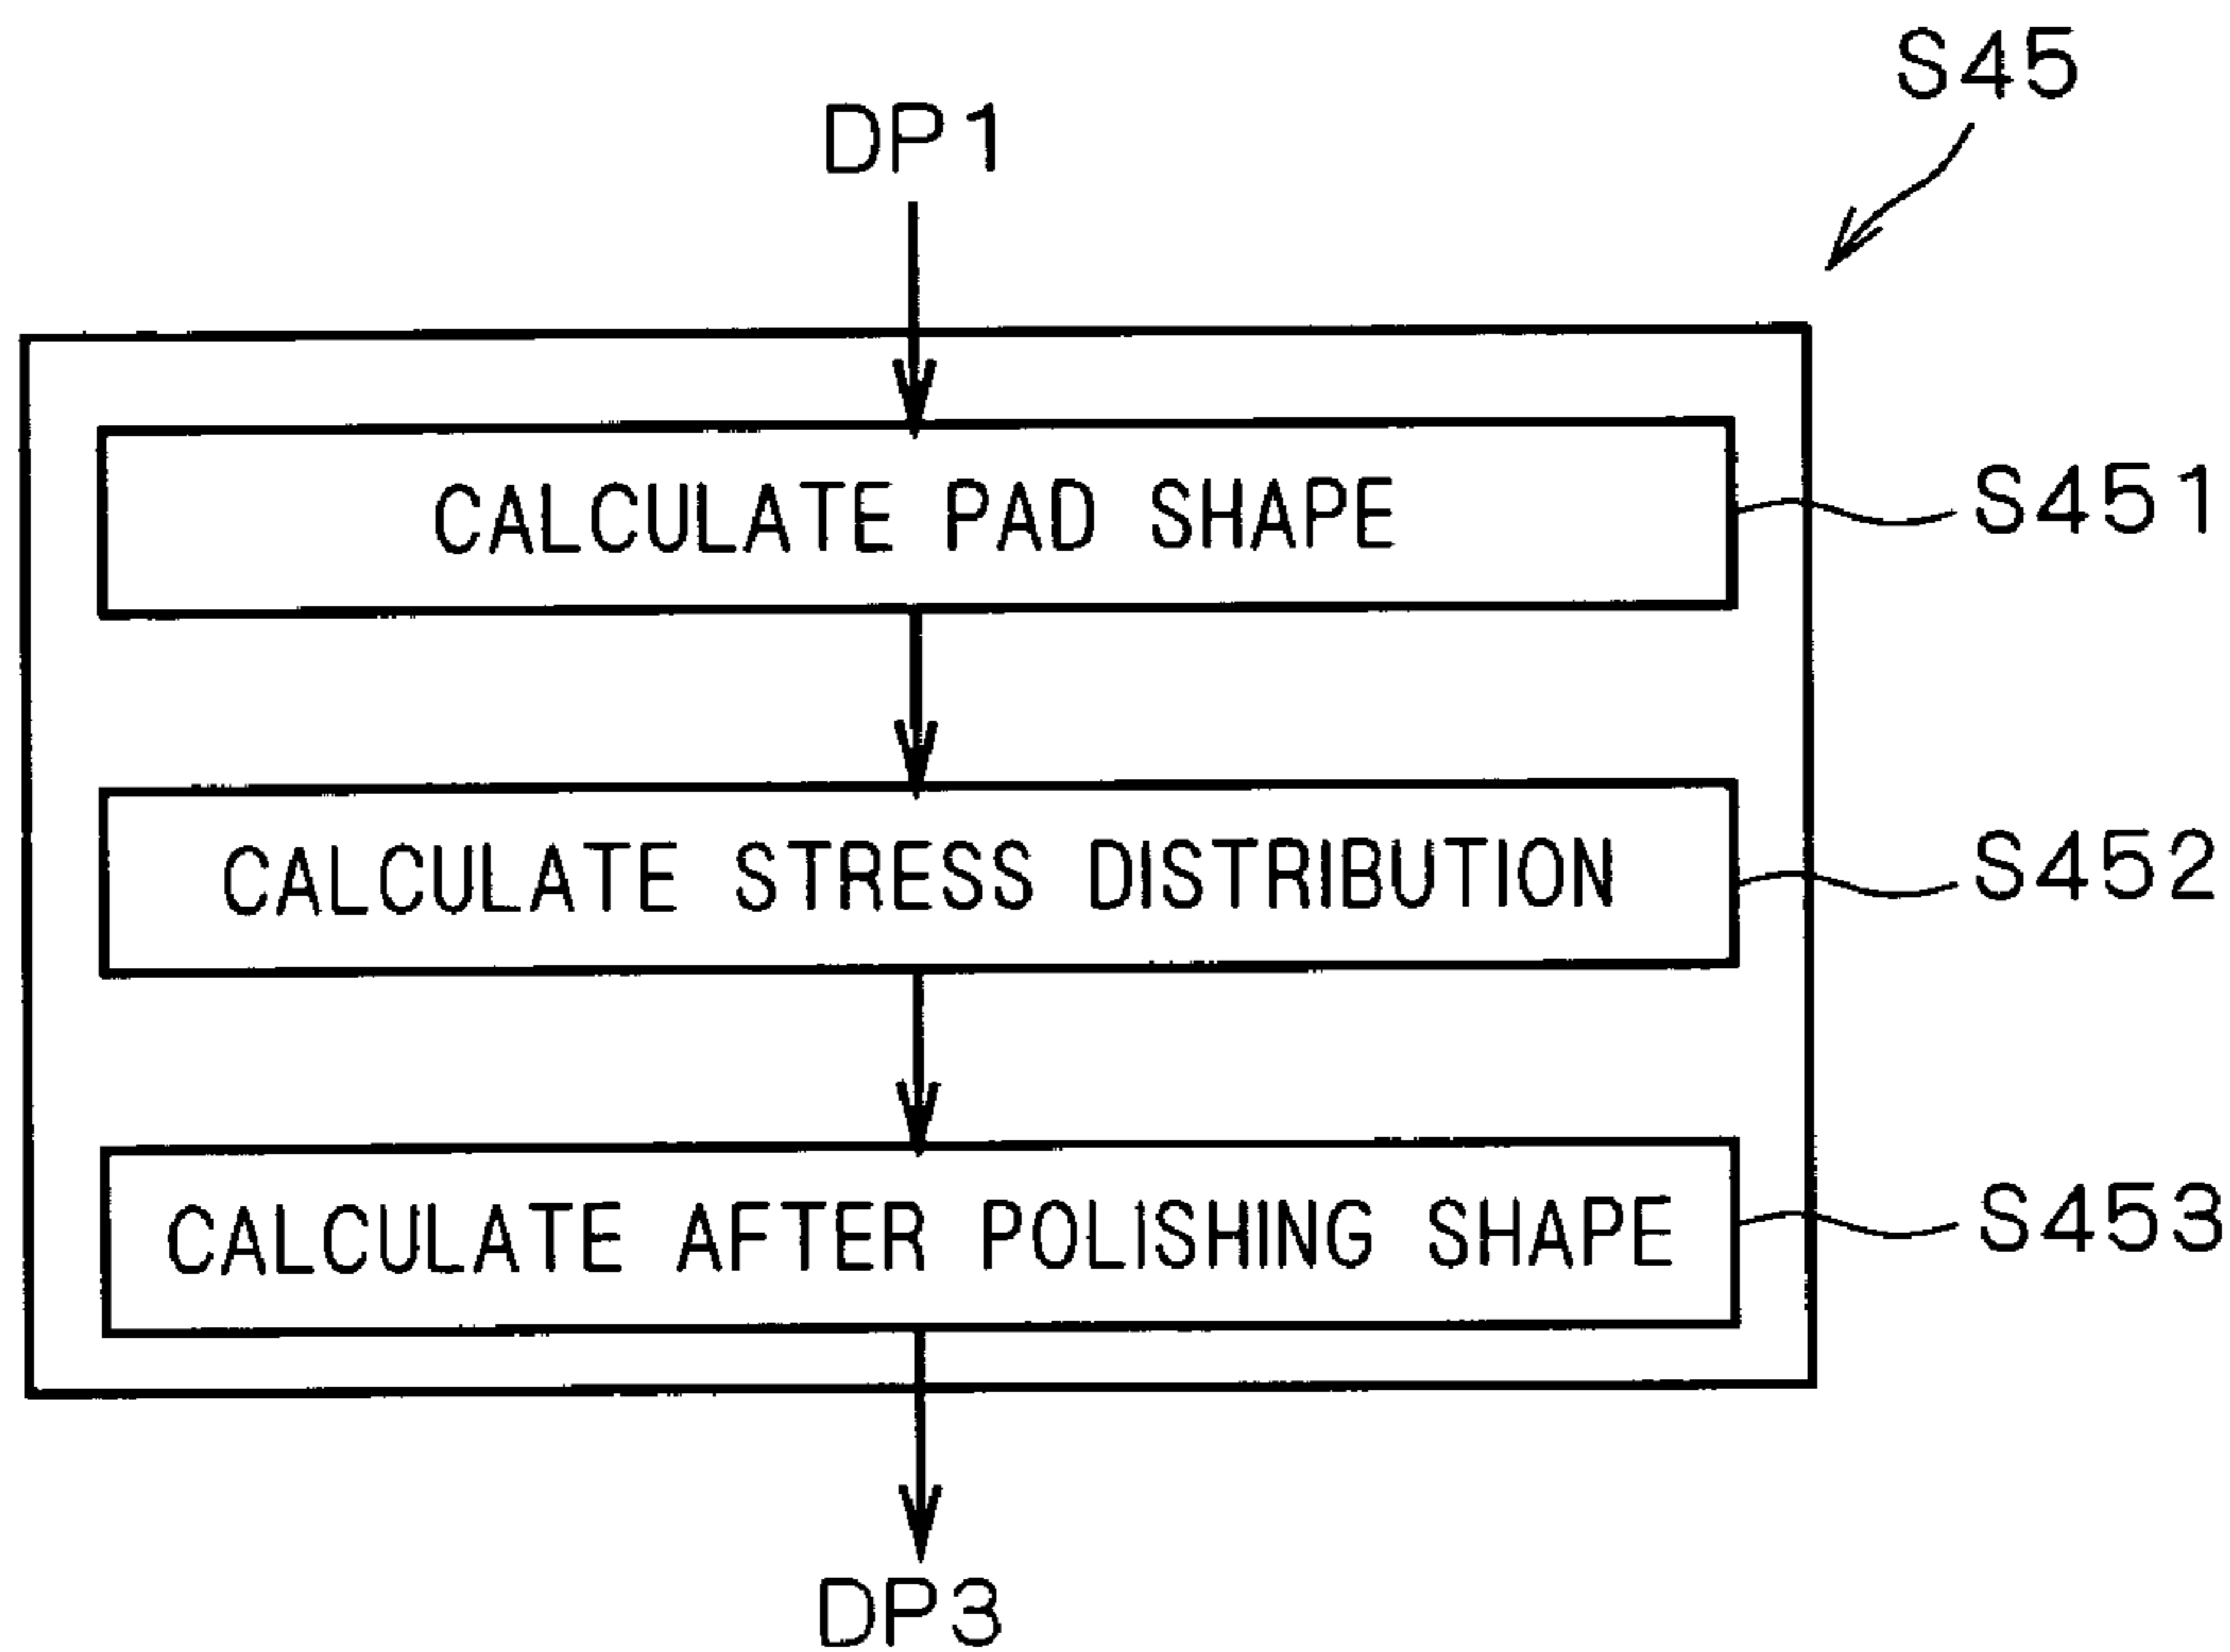 S45
DP1
CALCULATE PAD SHAPE
S451
CALCULATE STRESS DISTRIBUTION
S452
CALCULATE AFTER POLISHING SHAPE
S453
DP3